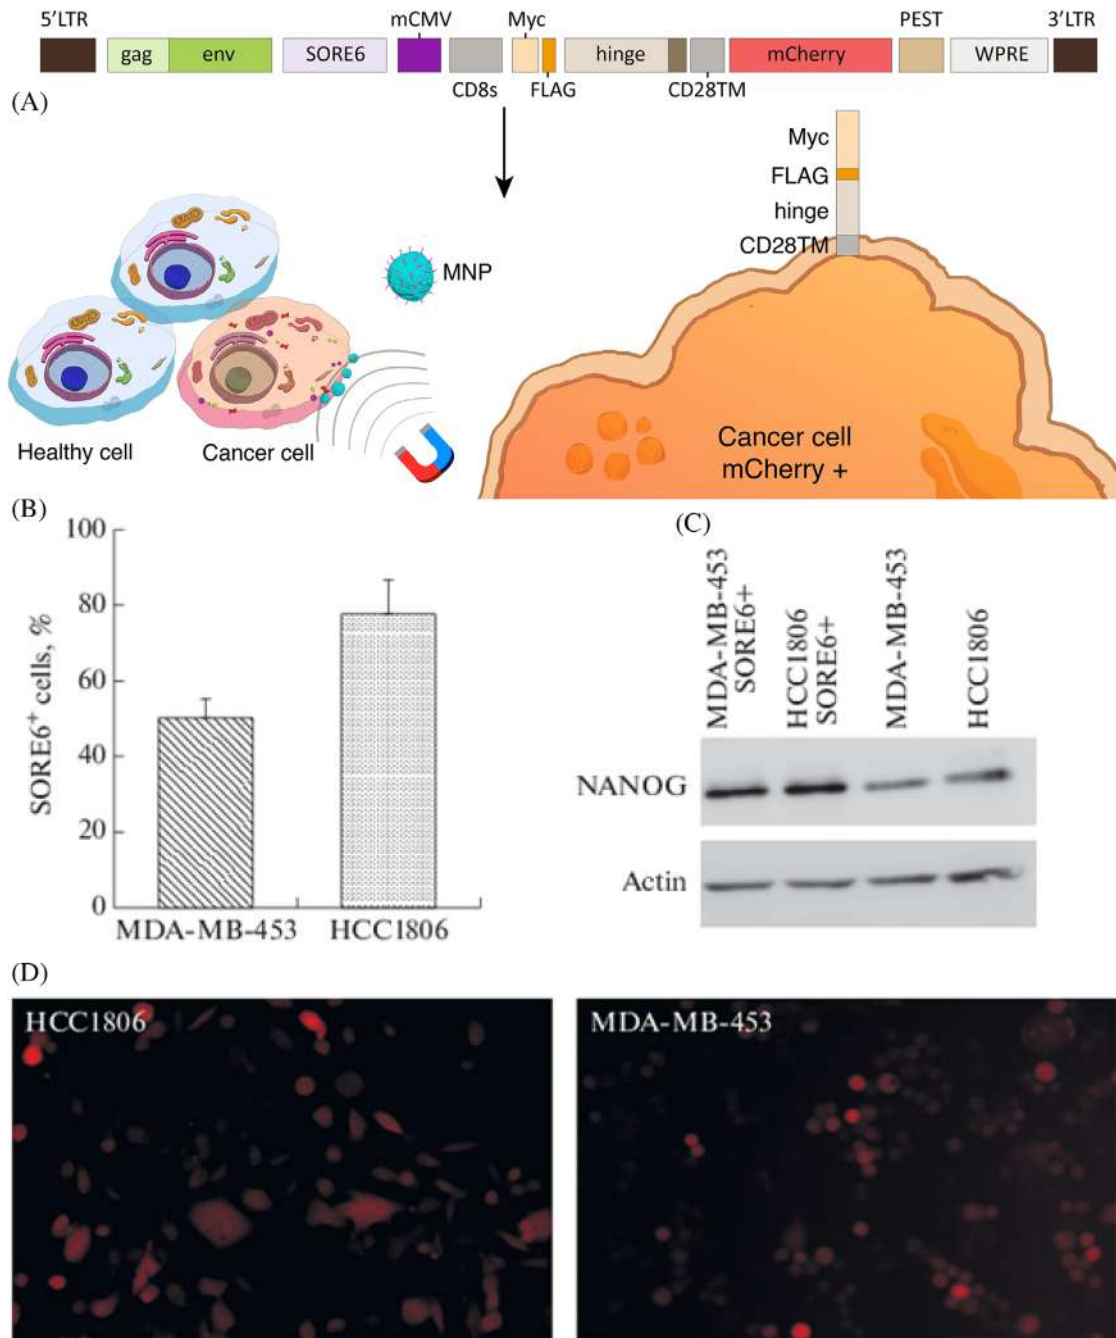 5'LTR mCMV Myc PEST 3'LTR
gag env SORE6 hinge mCherry WPRE
CD8s FLAG CD28TM
(A)
Myc
FLAG
hinge
CD28TM
MNP
Healthy cell Cancer cell
Cancer cell
mCherry +
(B)
SORE6+ cells, %
100
80
60
40
20
0
MDA-MB-453 HCC1806
(C)
MDA-MB-453
SORE6+
HCC1806
SORE6+
MDA-MB-453
HCC1806
NANOG
Actin
(D)
HCC1806
MDA-MB-453